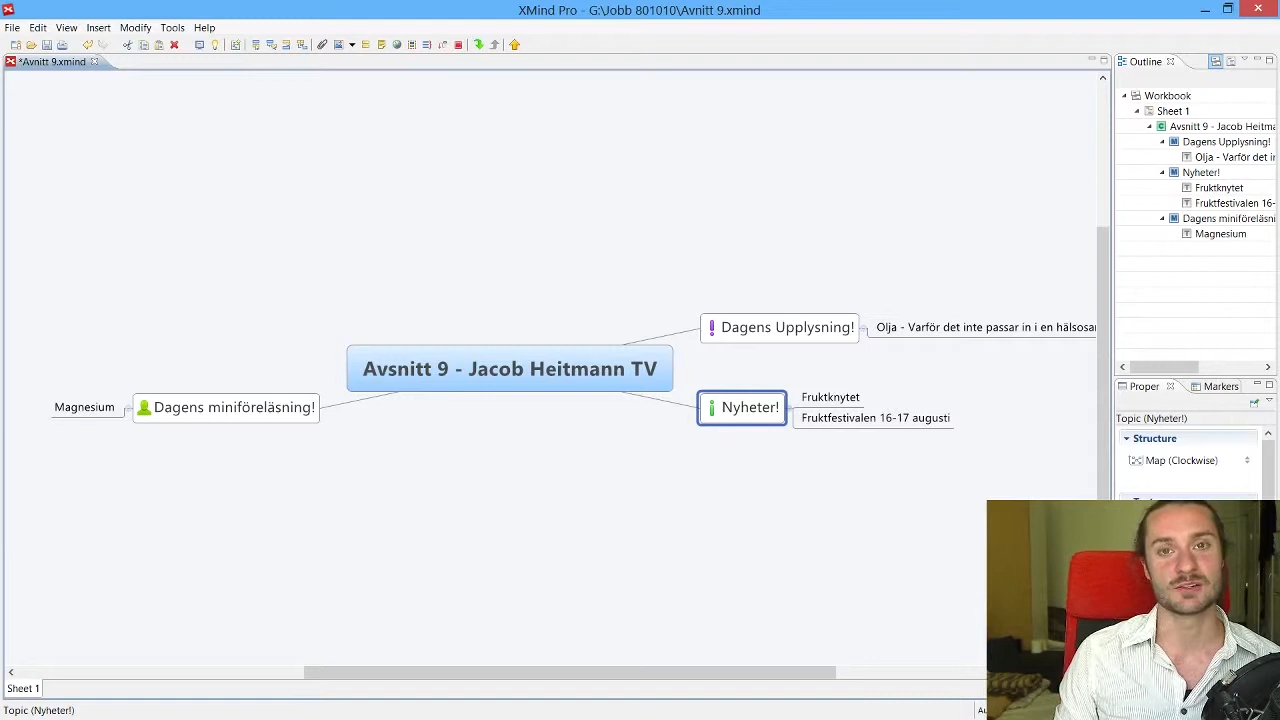 XMind Pro - G:\Jobb 801010\Avnitt 9.xmind
File Edit View Insert Modify Tools Help
*Avnitt 9.xmind
Outline
Workbook
Sheet 1
Avsnitt 9 - Jacob Heitma
Dagens Upplysning!
Olja - Varför det i
Nyheter!
Fruktknytet
Fruktfestivalen 16-
Dagens miniföreläsni
Magnesium
Dagens Upplysning!
Olja - Varför det inte passar in i en hälsosar
Avsnitt 9 - Jacob Heitmann TV
Magnesium
Dagens miniföreläsning!
Nyheter!
Fruktknytet
Fruktfestivalen 16-17 augusti
Proper
Markers
Topic (Nyheter!)
Structure
Map (Clockwise)
Sheet 1
Topic (Nyheter!)
Au